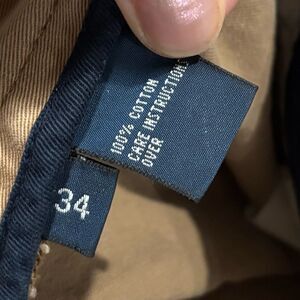 100% COTTON
CARE INSTRUCTIONS
OVER
34